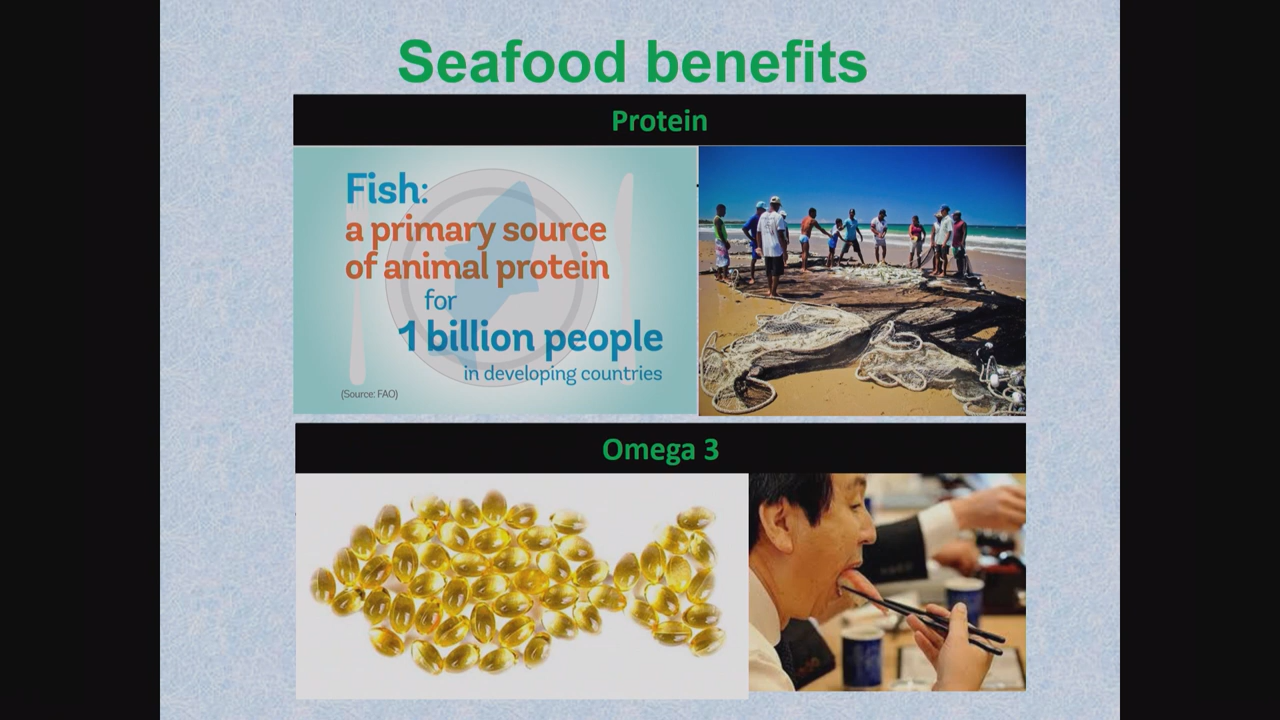 Seafood benefits
Protein
Fish:
a primary source
of animal protein
for
1 billion people
in developing countries
(Source: FAO)
Omega 3